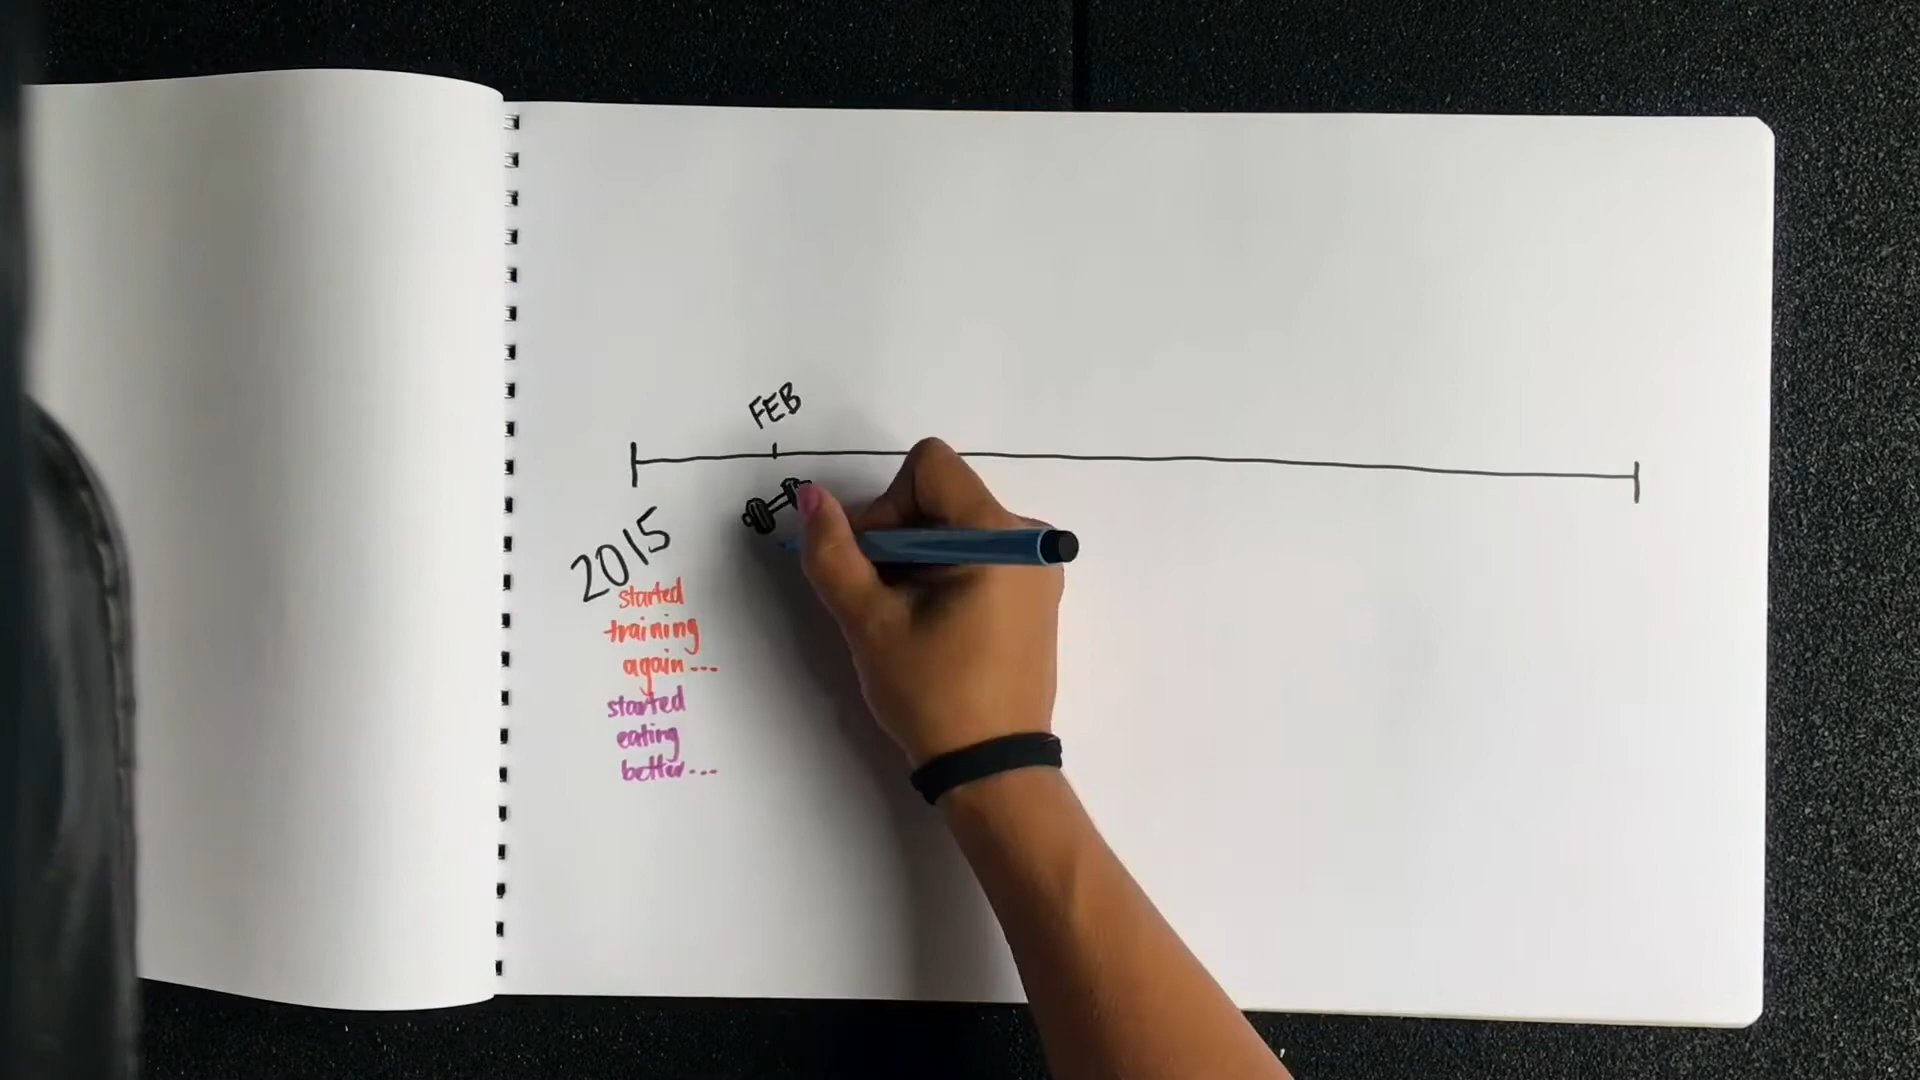 FEB
2015
started
training
again...
started
eating
better...